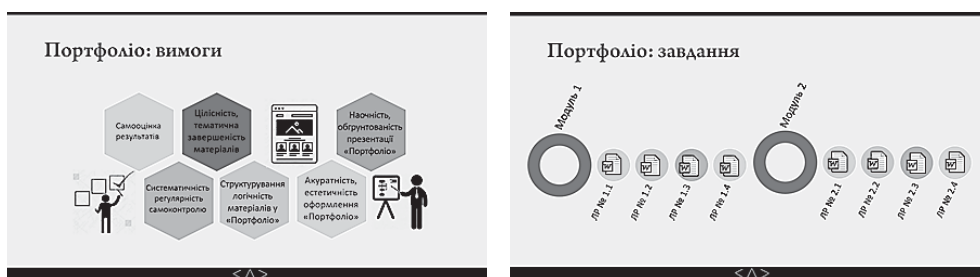 Портфоліо: вимоги
Самооцінка
результатів
Цілісність,
тематична
завершеність
матеріалів
Наочність,
обґрунтованість
презентації
«Портфоліо»
Систематичність
регулярність
самоконтролю
Структурування
логічність
матеріалів у
«Портфоліо»
Акуратність,
естетичність
оформлення
«Портфоліо»
Портфоліо: завдання
Модуль 1
ЛР № 1.1
ЛР № 1.2
ЛР № 1.3
ЛР № 1.4
Модуль 2
ЛР № 2.1
ЛР № 2.2
ЛР № 2.3
ЛР № 2.4